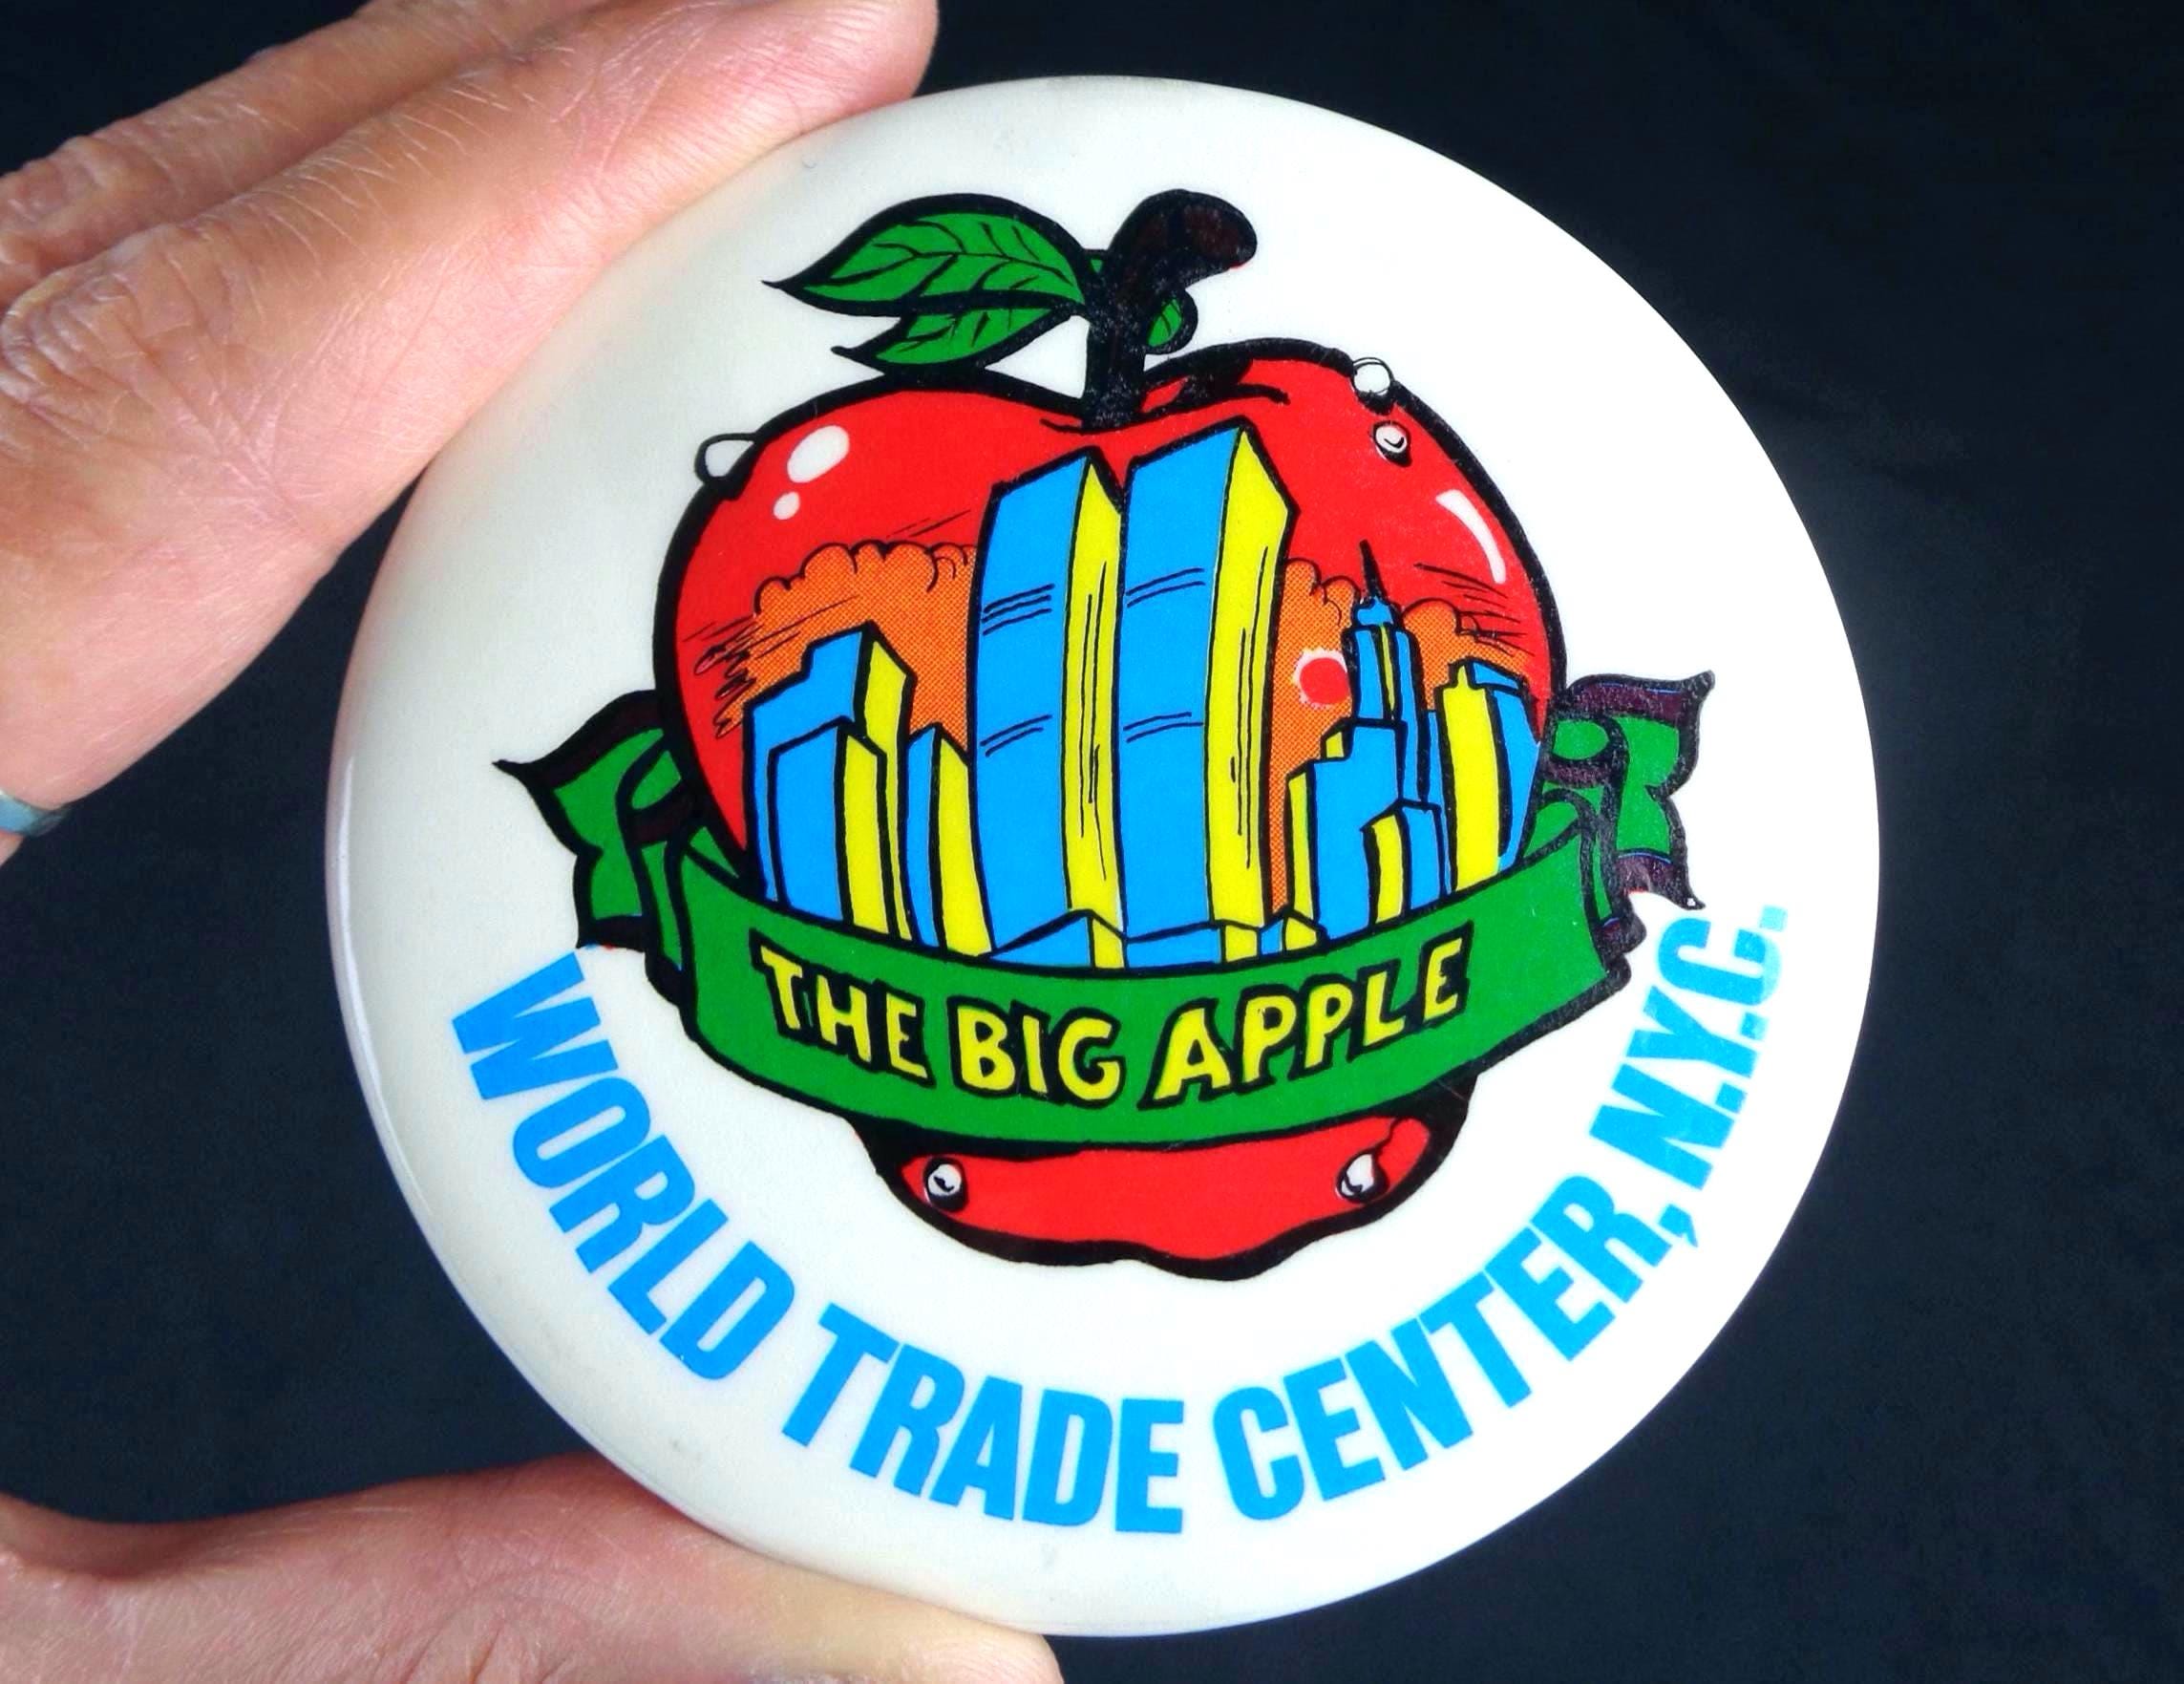 THE BIG APPLE
WORLD TRADE CENTER, N.Y.C.